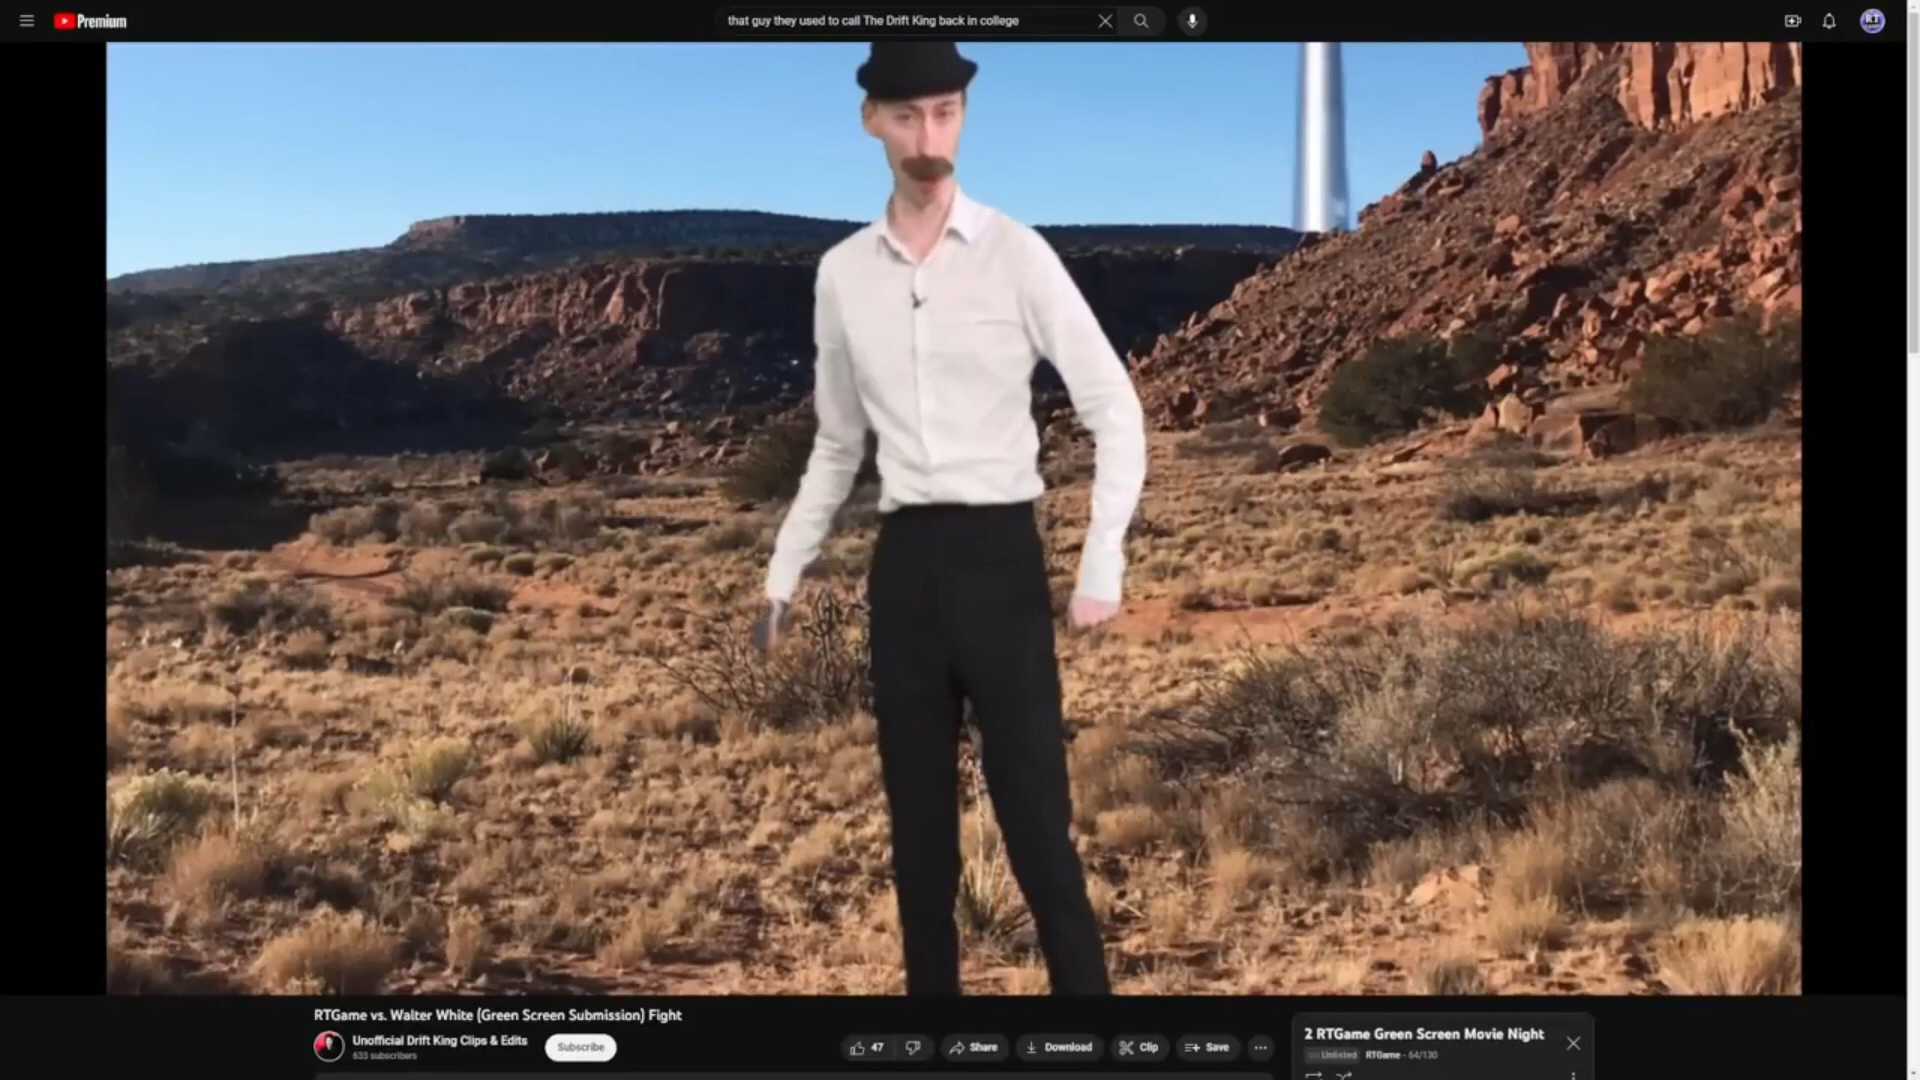 Premium
that guy they used to call The Drift King back in college
RT
RTGame vs. Walter White (Green Screen Submission) Fight
Unofficial Drift King Clips & Edits
633 subscribers
Subscribe
47
Share
Download
Clip
Save
2 RTGame Green Screen Movie Night
Unlisted RTGame - 64/130